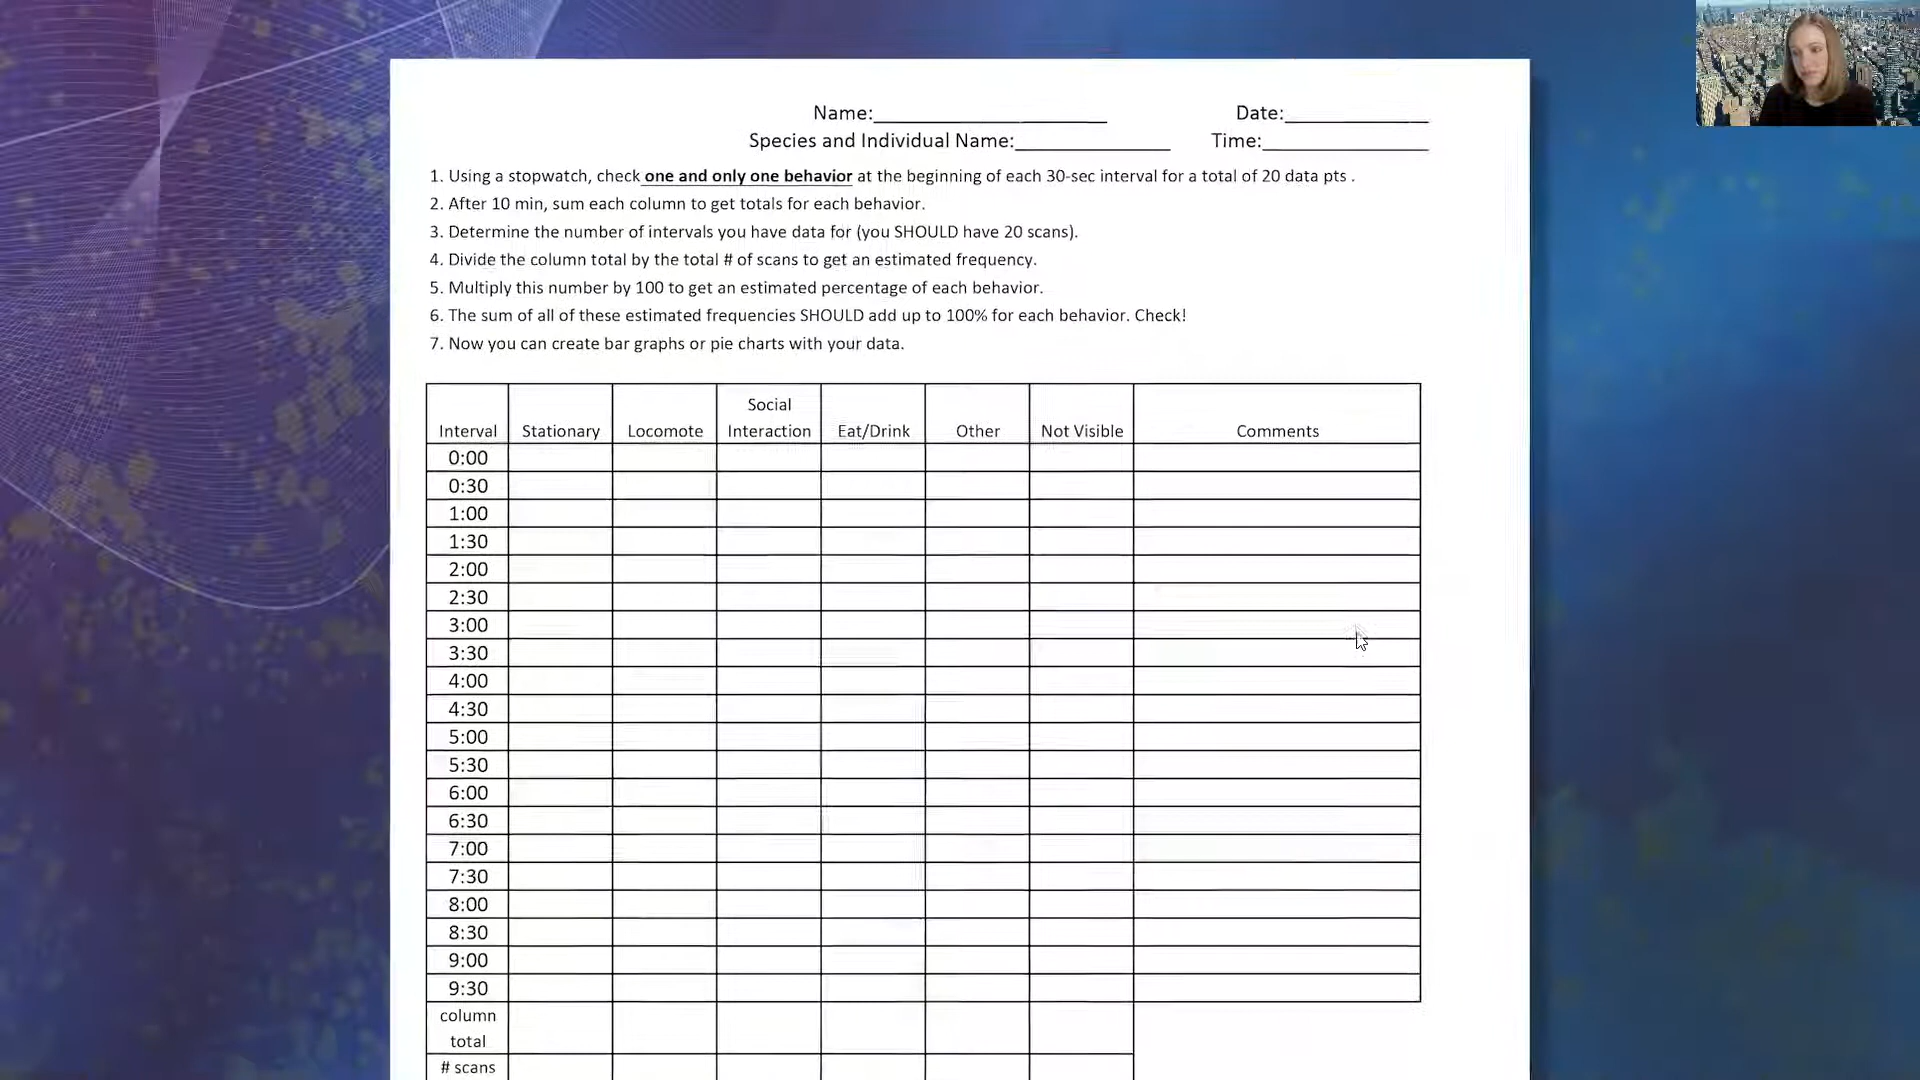 Name:_____________________ Date:_____________
Species and Individual Name:______________ Time:_______________
1. Using a stopwatch, check one and only one behavior at the beginning of each 30-sec interval for a total of 20 data pts .
2. After 10 min, sum each column to get totals for each behavior.
3. Determine the number of intervals you have data for (you SHOULD have 20 scans).
4. Divide the column total by the total # of scans to get an estimated frequency.
5. Multiply this number by 100 to get an estimated percentage of each behavior.
6. The sum of all of these estimated frequencies SHOULD add up to 100% for each behavior. Check!
7. Now you can create bar graphs or pie charts with your data.
Social
Interval Stationary Locomote Interaction Eat/Drink Other Not Visible Comments
0:00
0:30
1:00
1:30
2:00
2:30
3:00
3:30
4:00
4:30
5:00
5:30
6:00
6:30
7:00
7:30
8:00
8:30
9:00
9:30
column
total
# scans